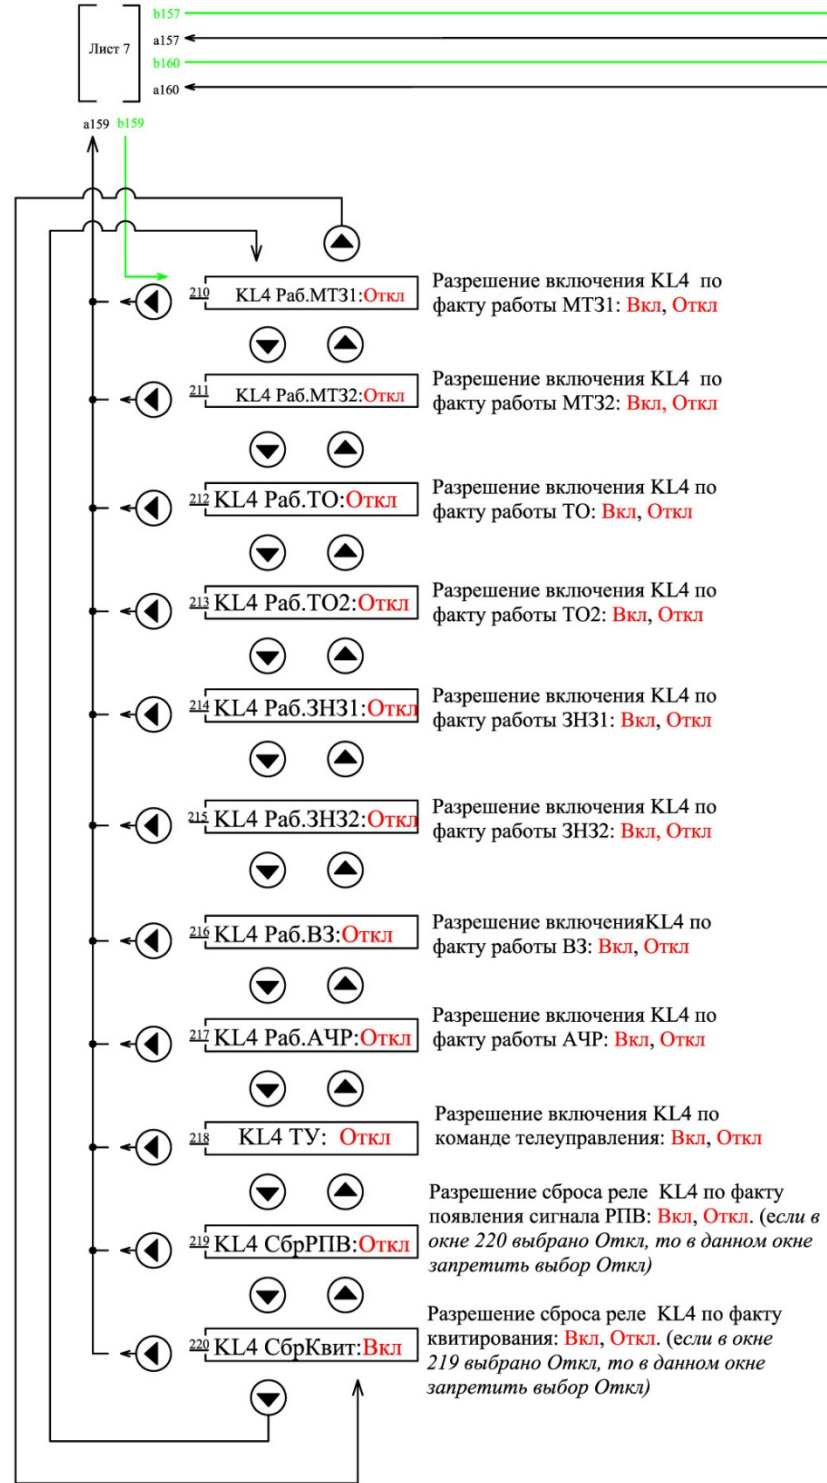 b157
Лист 7
a157
b160
a160
a159 b159
210 KL4 Раб.МТЗ1:Откл
Разрешение включения KL4 по
факту работы МТЗ1: Вкл, Откл
211 KL4 Раб.МТЗ2:Откл
Разрешение включения KL4 по
факту работы МТЗ2: Вкл, Откл
212 KL4 Раб.ТО:Откл
Разрешение включения KL4 по
факту работы ТО: Вкл, Откл
213 KL4 Раб.ТО2:Откл
Разрешение включения KL4 по
факту работы ТО2: Вкл, Откл
214 KL4 Раб.ЗНЗ1:Откл
Разрешение включения KL4 по
факту работы ЗНЗ1: Вкл, Откл
215 KL4 Раб.ЗНЗ2:Откл
Разрешение включения KL4 по
факту работы ЗНЗ2: Вкл, Откл
216 KL4 Раб.ВЗ:Откл
Разрешение включенияKL4 по
факту работы ВЗ: Вкл, Откл
217 KL4 Раб.АЧР:Откл
Разрешение включения KL4 по
факту работы АЧР: Вкл, Откл
218 KL4 ТУ: Откл
Разрешение включения KL4 по
команде телеуправления: Вкл, Откл
219 KL4 СбрРПВ:Откл
Разрешение сброса реле KL4 по факту
появления сигнала РПВ: Вкл, Откл. (если в
окне 220 выбрано Откл, то в данном окне
запретить выбор Откл)
220 KL4 СбрКвит:Вкл
Разрешение сброса реле KL4 по факту
квитирования: Вкл, Откл. (если в окне
219 выбрано Откл, то в данном окне
запретить выбор Откл)